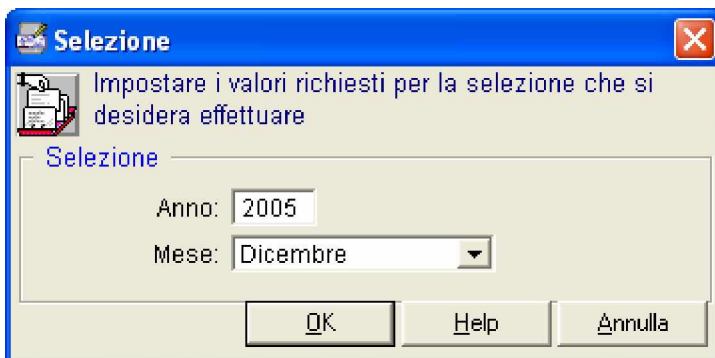 Selezione
Impostare i valori richiesti per la selezione che si
desidera effettuare
Selezione
Anno: 2005
Mese: Dicembre
OK Help Annulla